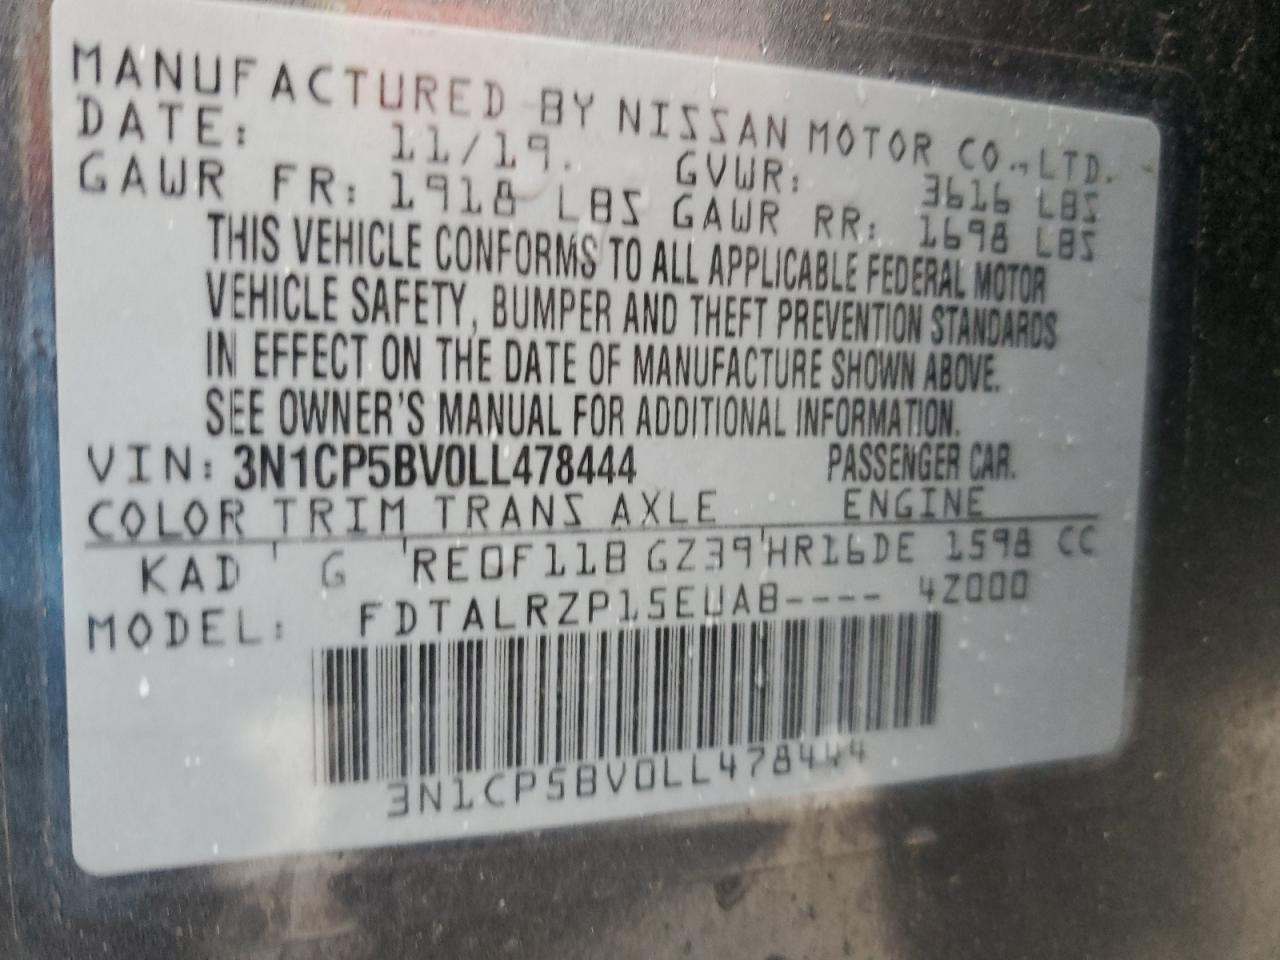 MANUFACTURED BY NISSAN MOTOR CO.,LTD.
DATE: 11/19. GVWR: 3616 LBS
GAWR FR: 1918 LBS GAWR RR: 1698 LBS
THIS VEHICLE CONFORMS TO ALL APPLICABLE FEDERAL MOTOR
VEHICLE SAFETY, BUMPER AND THEFT PREVENTION STANDARDS
IN EFFECT ON THE DATE OF MANUFACTURE SHOWN ABOVE.
SEE OWNER'S MANUAL FOR ADDITIONAL INFORMATION.
VIN: 3N1CP5BV0LL478444 PASSENGER CAR.
COLOR TRIM TRANS AXLE ENGINE
KAD ' G 'RE0F11B GZ39'HR16DE 1598 CC
MODEL: FDTALRZP15EUAB---- 4Z000
3N1CP5BV0LL478444